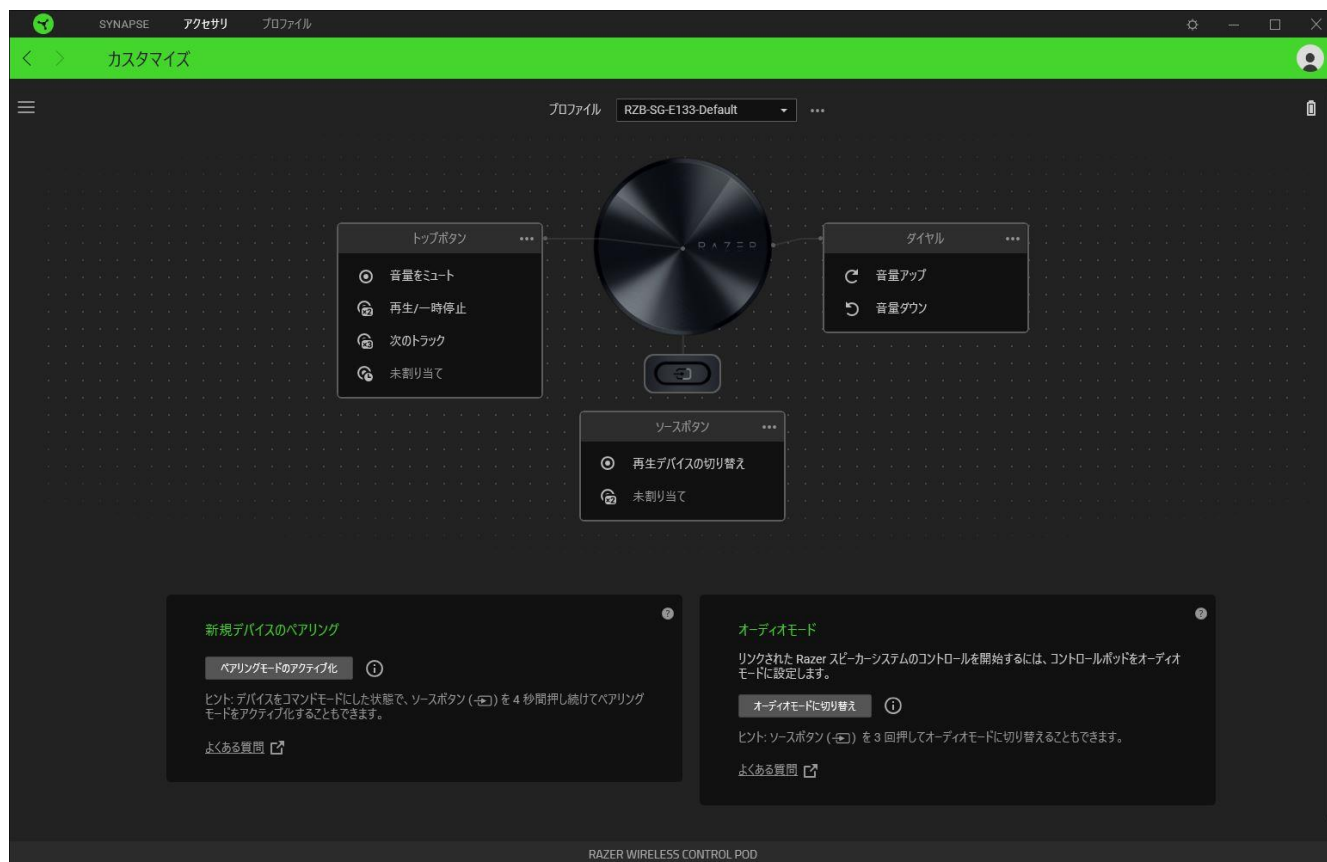 SYNAPSE アクセサリ プロファイル
カスタマイズ
プロファイル RZB-SG-E133-Default
RAZER
トップボタン
音量をミュート
x2 再生/一時停止
x3 次のトラック
未割り当て
ダイヤル
音量アップ
音量ダウン
ソースボタン
再生デバイスの切り替え
x2 未割り当て
新規デバイスのペアリング
ペアリングモードのアクティブ化
ヒント: デバイスをコマンドモードにした状態で、ソースボタン ( ) を 4 秒間押し続けてペアリング
モードをアクティブ化することもできます。
よくある質問
オーディオモード
リンクされた Razer スピーカーシステムのコントロールを開始するには、コントロールポッドをオーディオ
モードに設定します。
オーディオモードに切り替え
ヒント: ソースボタン ( ) を 3 回押してオーディオモードに切り替えることもできます。
よくある質問
RAZER WIRELESS CONTROL POD